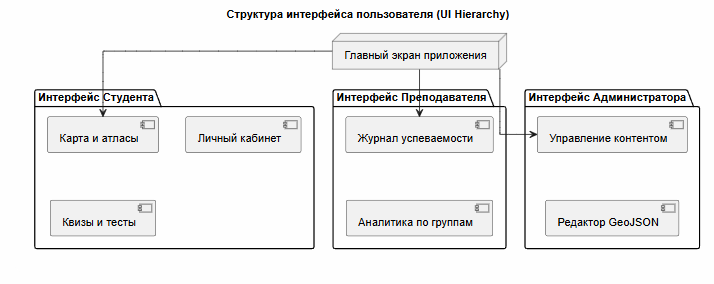 Структура интерфейса пользователя (UI Hierarchy)
Главный экран приложения
Интерфейс Студента
Интерфейс Преподавателя
Интерфейс Администратора
Карта и атласы
Личный кабинет
Журнал успеваемости
Управление контентом
Квизы и тесты
Аналитика по группам
Редактор GeoJSON